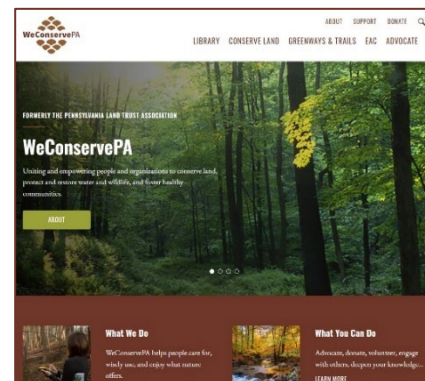 ABOUT SUPPORT DONATE
WeConservePA
LIBRARY CONSERVE LAND GREENWAYS & TRAILS EAC ADVOCATE
FORMERLY THE PENNSYLVANIA LAND TRUST ASSOCIATION
WeConservePA
Uniting and empowering people and organizations to conserve land,
protect and restore water and wildlife, and foster healthy
communities.
ABOUT
What We Do
WeConservePA helps people care for,
wisely use, and enjoy what nature
offers.
What You Can Do
Advocate, donate, volunteer, engage
with others, deepen your knowledge...
LEARN MORE